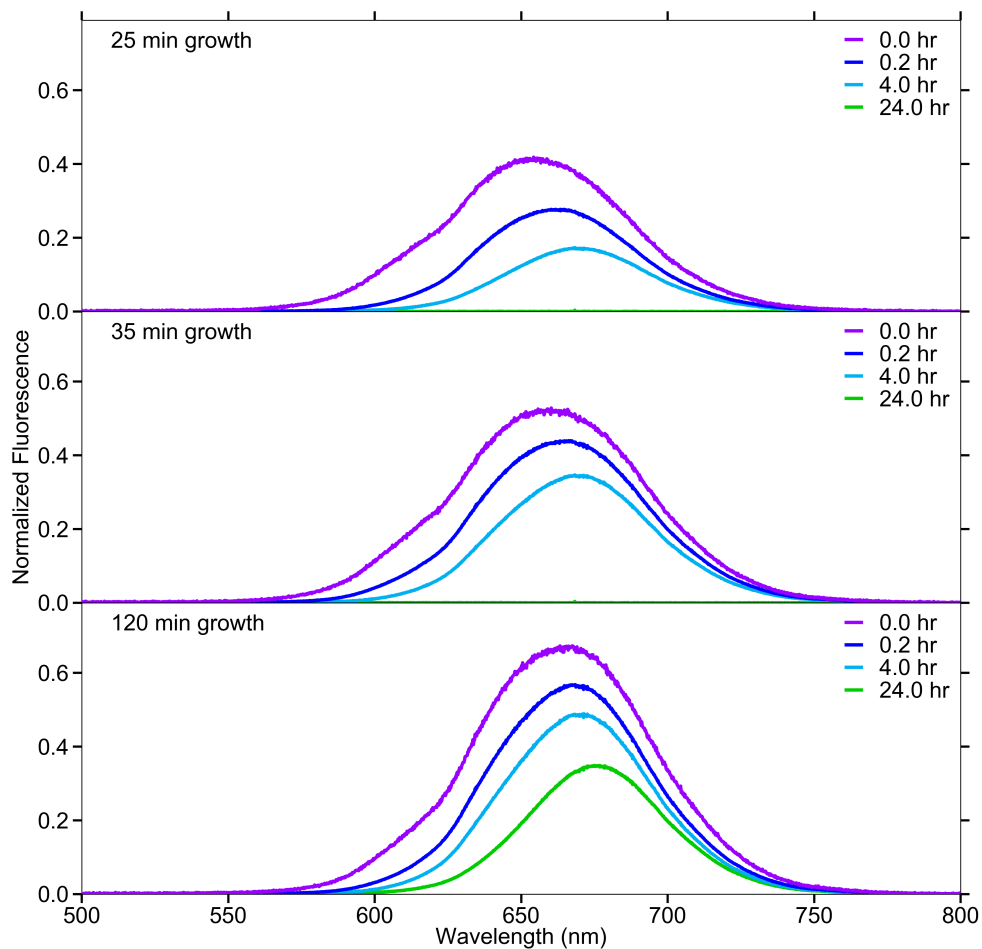 25 min growth
0.0 hr
0.2 hr
4.0 hr
24.0 hr
0.6
0.4
0.2
0.0
35 min growth
0.0 hr
0.2 hr
4.0 hr
24.0 hr
0.6
0.4
0.2
0.0
Normalized Fluorescence
120 min growth
0.0 hr
0.2 hr
4.0 hr
24.0 hr
0.6
0.4
0.2
0.0
500 550 600 650 700 750 800
Wavelength (nm)